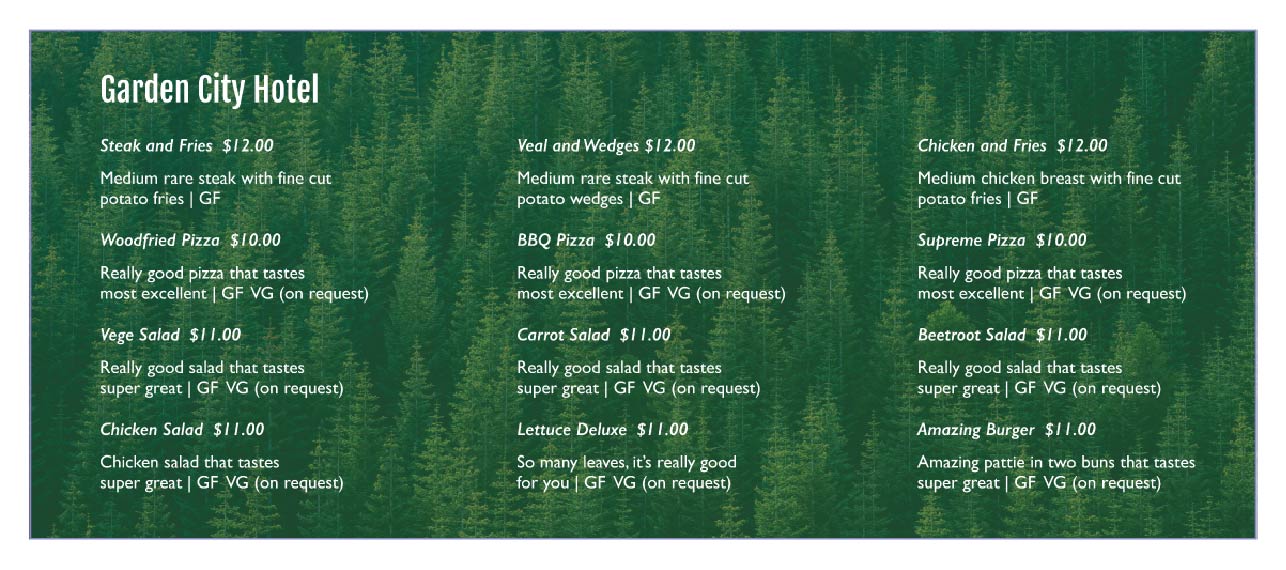 Garden City Hotel
Steak and Fries $12.00
Medium rare steak with fine cut
potato fries | GF
Woodfried Pizza $10.00
Really good pizza that tastes
most excellent | GF VG (on request)
Vege Salad $11.00
Really good salad that tastes
super great | GF VG (on request)
Chicken Salad $11.00
Chicken salad that tastes
super great | GF VG (on request)
Veal and Wedges $12.00
Medium rare steak with fine cut
potato wedges | GF
BBQ Pizza $10.00
Really good pizza that tastes
most excellent | GF VG (on request)
Carrot Salad $11.00
Really good salad that tastes
super great | GF VG (on request)
Lettuce Deluxe $11.00
So many leaves, it's really good
for you | GF VG (on request)
Chicken and Fries $12.00
Medium chicken breast with fine cut
potato fries | GF
Supreme Pizza $10.00
Really good pizza that tastes
most excellent | GF VG (on request)
Beetroot Salad $11.00
Really good salad that tastes
super great | GF VG (on request)
Amazing Burger $11.00
Amazing pattie in two buns that tastes
super great | GF VG (on request)